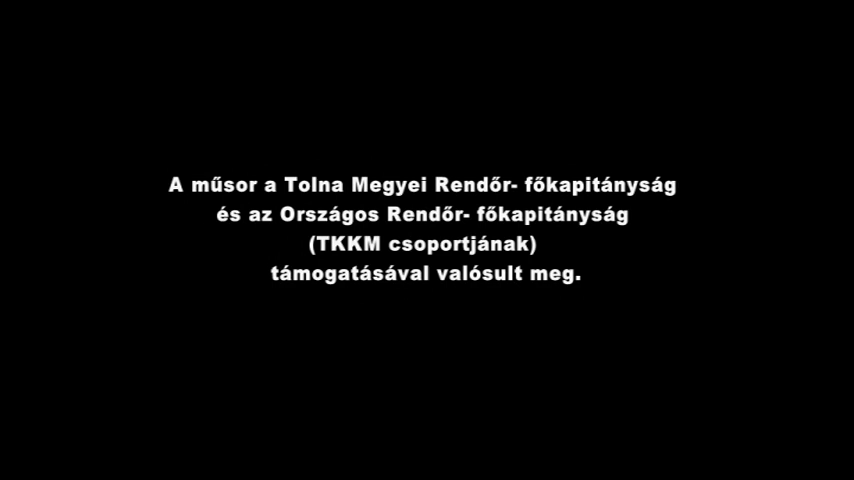 A műsor a Tolna Megyei Rendőr- főkapitányság
és az Országos Rendőr- főkapitányság
(TKKM csoportjának)
támogatásával valósult meg.